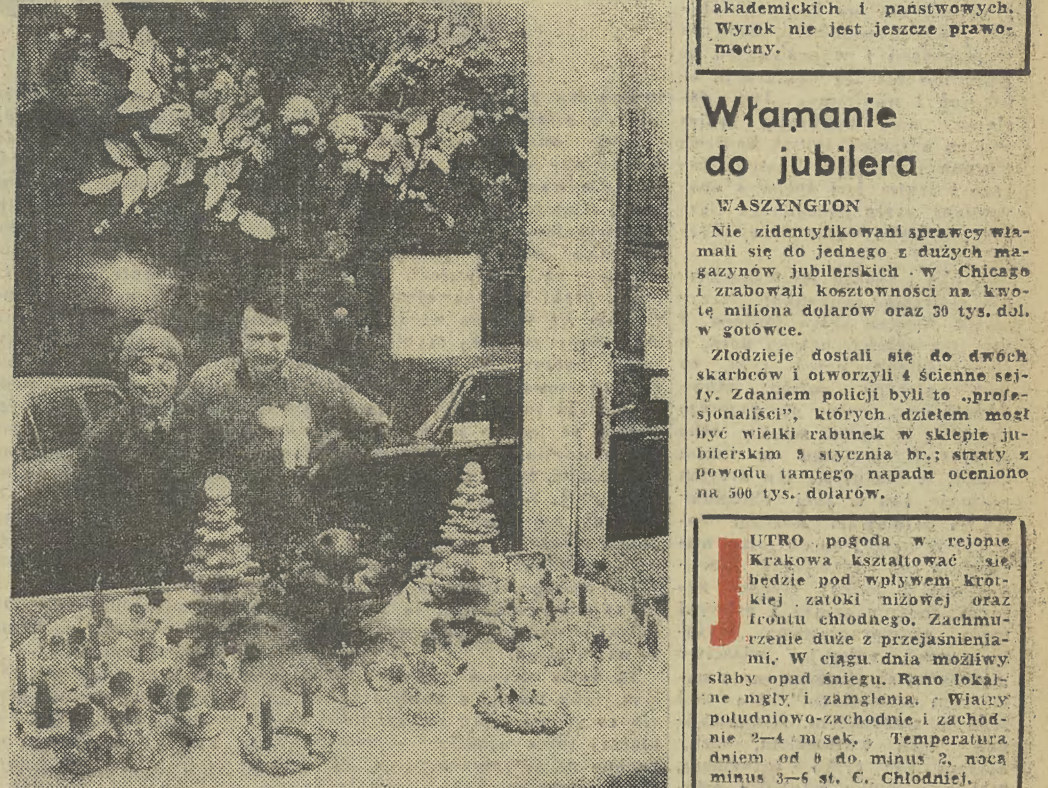 akademickich i państwowych.
Wyrok nie jest jeszcze prawo-
mocny.
Włamanie
do jubilera
WASZYNGTON
Nie zidentyfikowani sprawcy wła-
mali się do jednego z dużych ma-
gazynów jubilerskich w Chicago
i zrabowali kosztowności na kwo-
tę miliona dolarów oraz 30 tys. dol.
w gotówce.
Złodzieje dostali się do dwóch
skarbców i otworzyli 4 ścienne sej-
fy. Zdaniem policji byli to „profe-
sjonaliści”, których dziełem mógł
być wielki rabunek w sklepie ju-
bilerskim stycznia br.; straty z
powodu tamtego napadu oceniono
na 500 tys. dolarów.
JUTRO pogoda w rejonie
Krakowa kształtować się
będzie pod wpływem krót-
kiej zatoki niżowej oraz
frontu chłodnego. Zachmu-
rzenie duże z przejaśnienia-
mi. W ciągu dnia możliwy
słaby opad śniegu. Rano lokal-
ne mgły i zamglenia. Wiatry
południowo-zachodnie i zachod-
nie 2—4 m sek. Temperatura
dniem od 0 do minus 2, nocą
minus 3—6 st. C. Chłodniej.